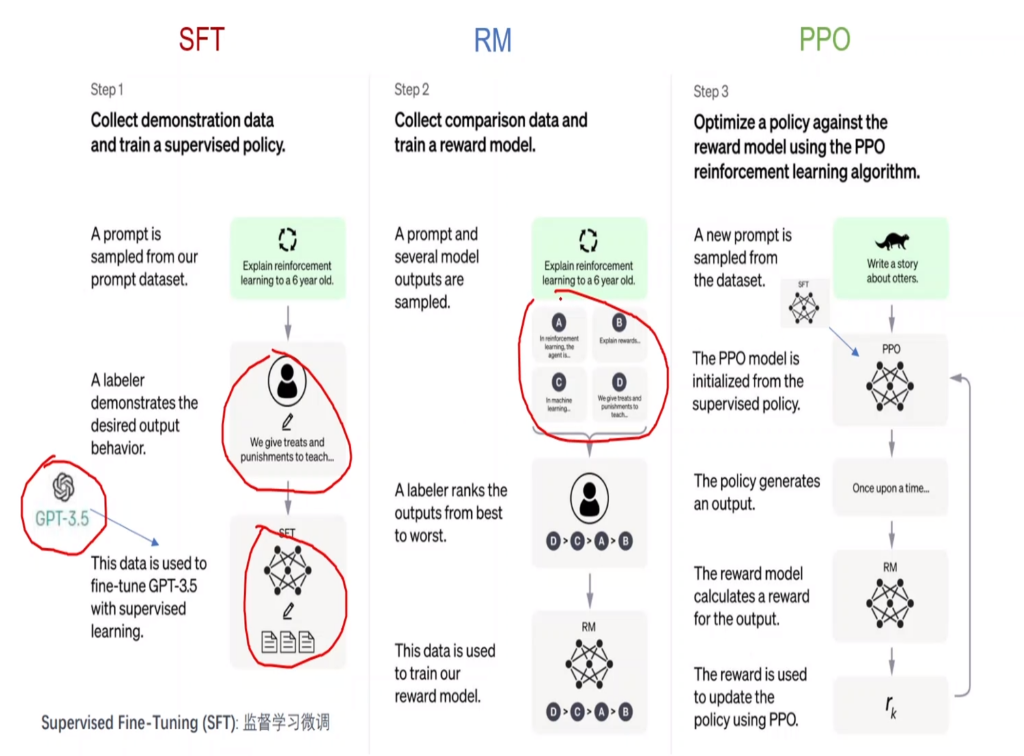 SFT
RM
PPO
Step 1
Collect demonstration data
and train a supervised policy.
A prompt is
sampled from our
prompt dataset.
Explain reinforcement
learning to a 6 year old.
A labeler
demonstrates the
desired output
behavior.
We give treats and
punishments to teach...
GPT-3.5
This data is used to
fine-tune GPT-3.5
with supervised
learning.
SFT
Supervised Fine-Tuning (SFT): 监督学习微调
Step 2
Collect comparison data and
train a reward model.
A prompt and
several model
outputs are
sampled.
Explain reinforcement
learning to a 6 year old.
A
In reinforcement
learning, the
agent is...
B
Explain rewards...
C
In machine
learning...
D
We give treats and
punishments to
teach...
A labeler ranks the
outputs from best
to worst.
D > C > A > B
This data is used
to train our
reward model.
RM
D > C > A > B
Step 3
Optimize a policy against the
reward model using the PPO
reinforcement learning algorithm.
A new prompt is
sampled from
the dataset.
Write a story
about otters.
SFT
The PPO model is
initialized from the
supervised policy.
PPO
The policy generates
an output.
Once upon a time...
The reward model
calculates a reward
for the output.
RM
The reward is used
to update the
policy using PPO.
rk